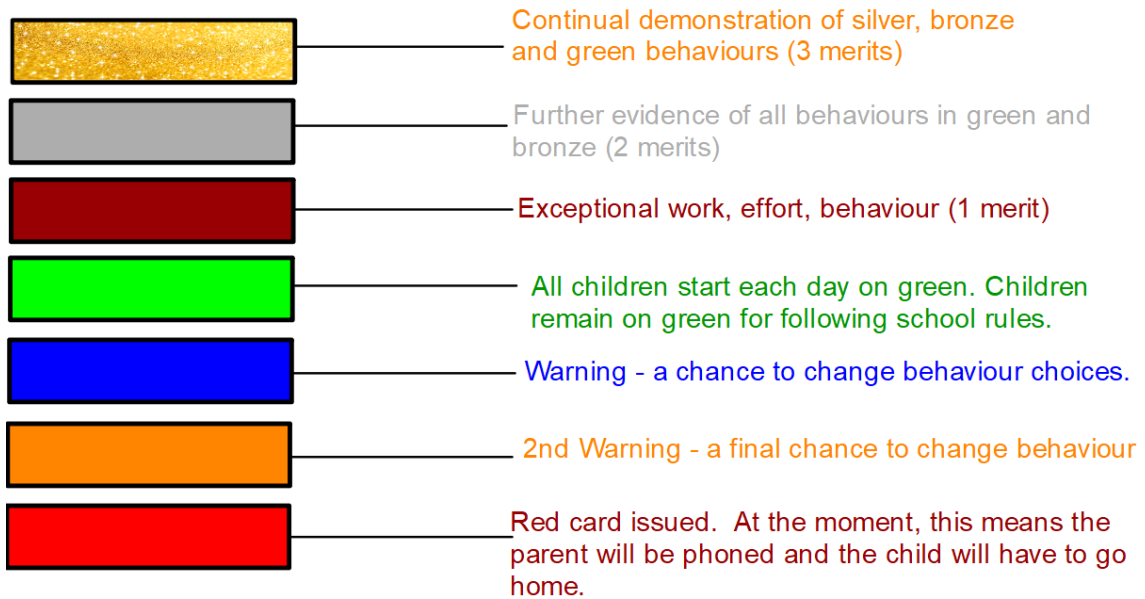 Continual demonstration of silver, bronze
and green behaviours (3 merits)
Further evidence of all behaviours in green and
bronze (2 merits)
Exceptional work, effort, behaviour (1 merit)
All children start each day on green. Children
remain on green for following school rules.
Warning - a chance to change behaviour choices.
2nd Warning - a final chance to change behaviour
Red card issued.  At the moment, this means the
parent will be phoned and the child will have to go
home.